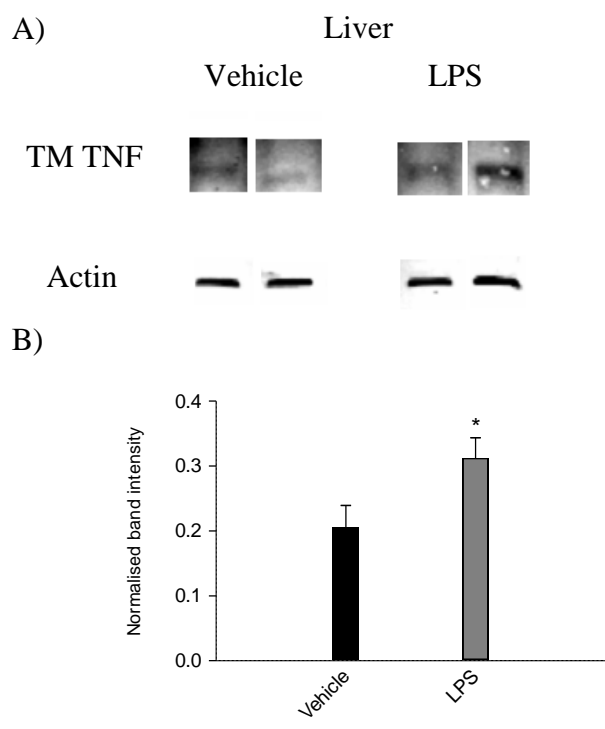 A)
Liver
Vehicle LPS
TM TNF
Actin
B)
Normalised band intensity
0.4
0.3
0.2
0.1
0.0
*
Vehicle
LPS